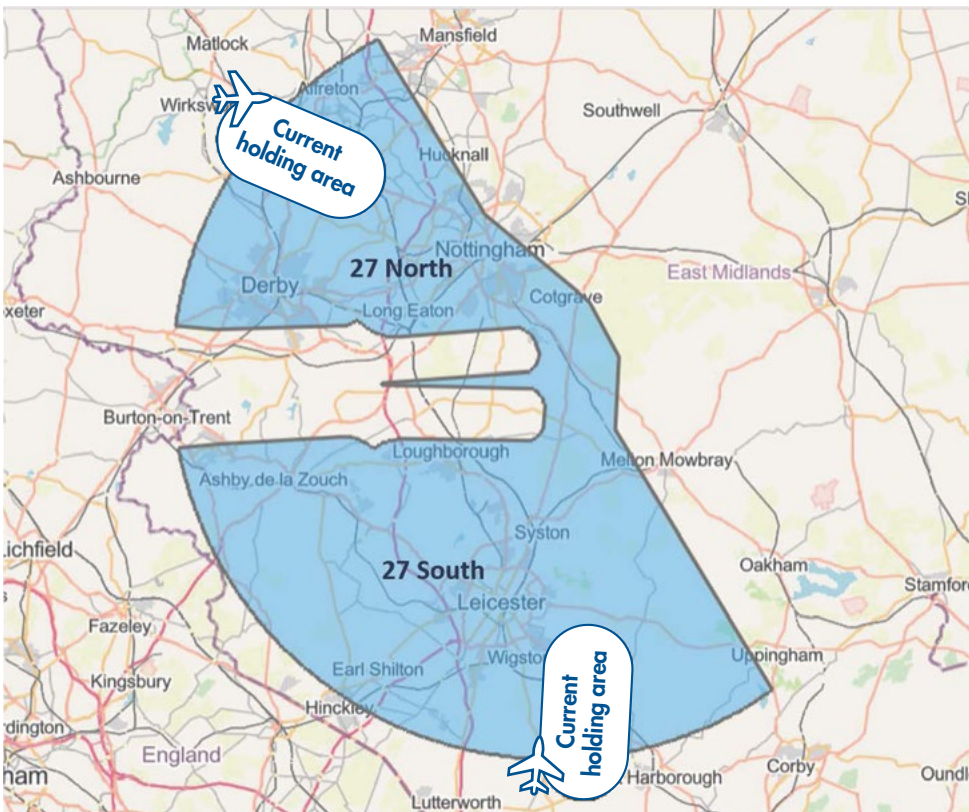 Mansfield
Matlock
Alfreton
Southwell
Current
holding area
Hucknall
Ashbourne
Nottingham
27 North
East Midlands
Derby
Cotgrave
Long Eaton
Burton-on-Trent
Loughborough
Melton Mowbray
Ashby de la Zouch
Syston
27 South
Oakham
Stamford
Leicester
Fazeley
Uppingham
Wigston
Earl Shilton
Kingsbury
Current
holding area
Hinckley
England
Corby
Harborough
Lutterworth